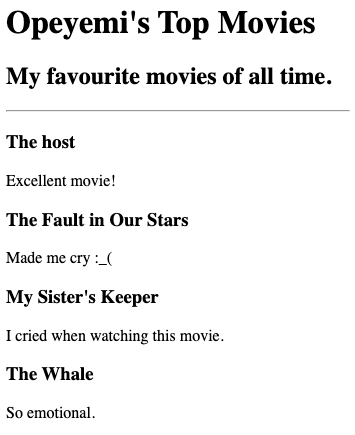 Opeyemi's Top Movies
My favourite movies of all time.
The host
Excellent movie!
The Fault in Our Stars
Made me cry :_(
My Sister's Keeper
I cried when watching this movie.
The Whale
So emotional.